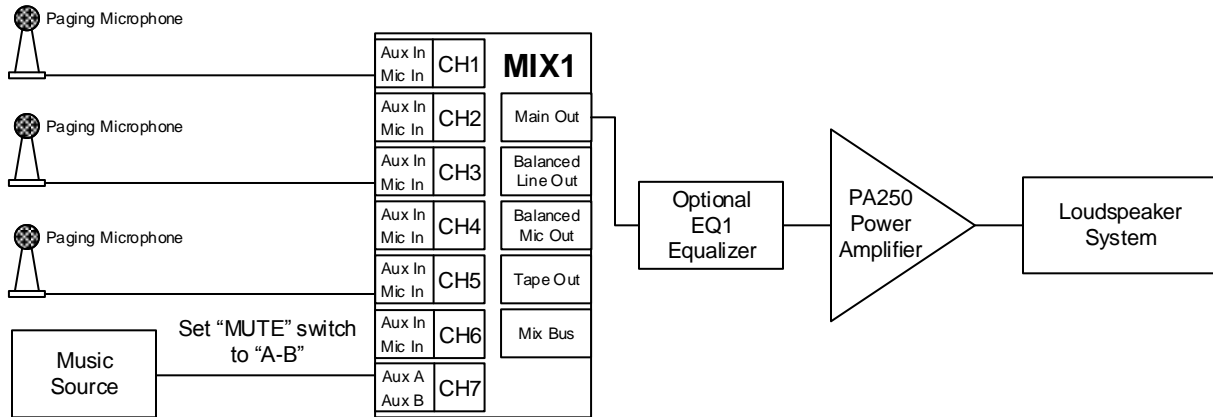 Paging Microphone
Paging Microphone
Paging Microphone
Music
Source
Set “MUTE” switch
to “A-B”
MIX1
Aux In
Mic In
CH1
Aux In
Mic In
CH2
Aux In
Mic In
CH3
Aux In
Mic In
CH4
Aux In
Mic In
CH5
Aux In
Mic In
CH6
Aux A
Aux B
CH7
Main Out
Balanced
Line Out
Balanced
Mic Out
Tape Out
Mix Bus
Optional
EQ1
Equalizer
PA250
Power
Amplifier
Loudspeaker
System